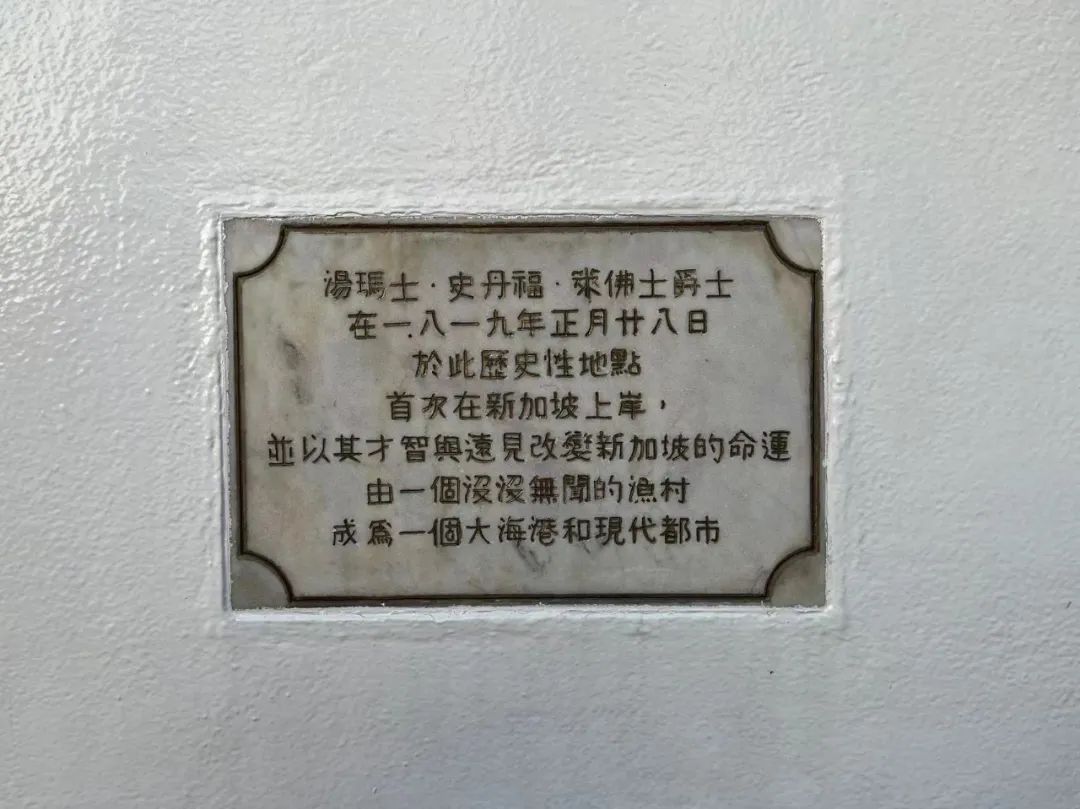 湯瑪士·史丹福·萊佛士爵士
在一八一九年正月廿八日
於此歷史性地點
首次在新加坡上岸，
並以其才智與遠見改變新加坡的命運
由一個沒沒無聞的漁村
成為一個大海港和現代都市